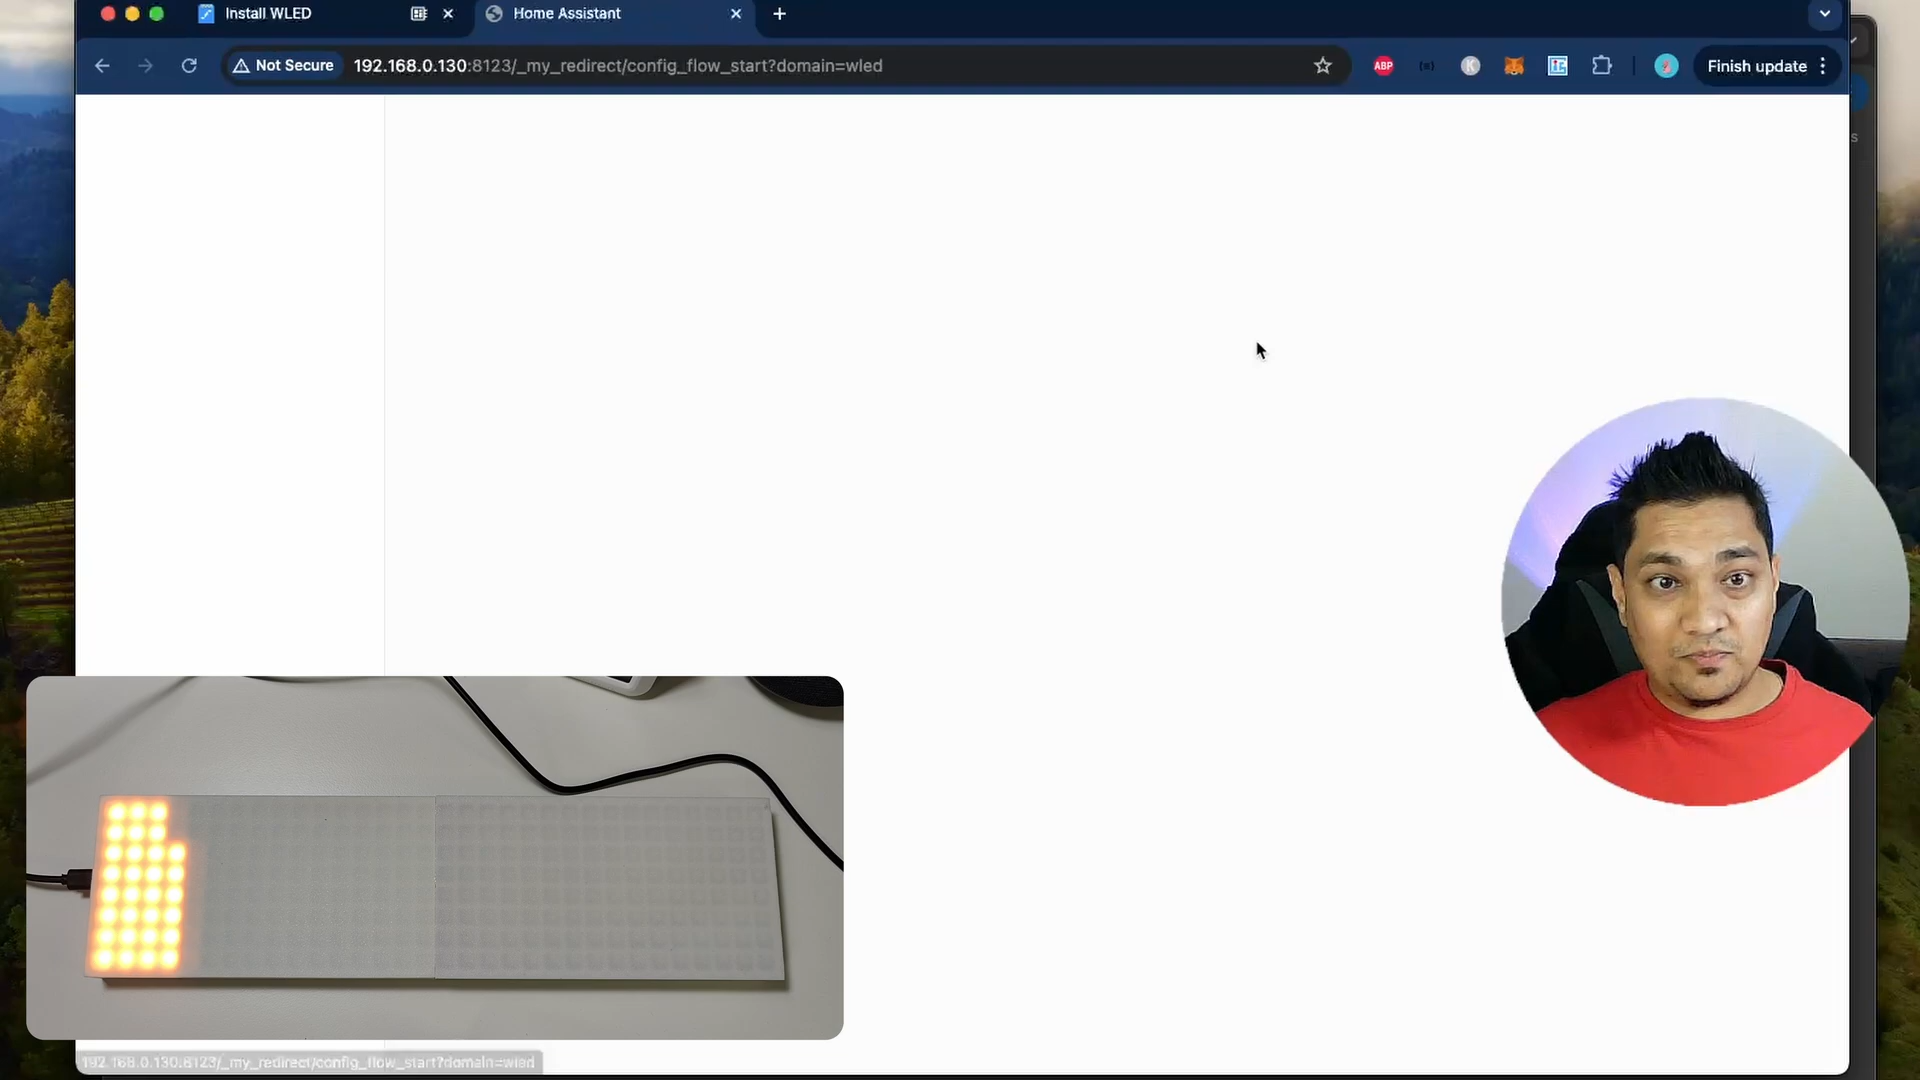 Install WLED
Home Assistant
Not Secure
192.168.0.130:8123/_my_redirect/config_flow_start?domain=wled
ABP
K
Finish update
s
192.168.0.130:8123/_my_redirect/config_flow_start?domain=wled